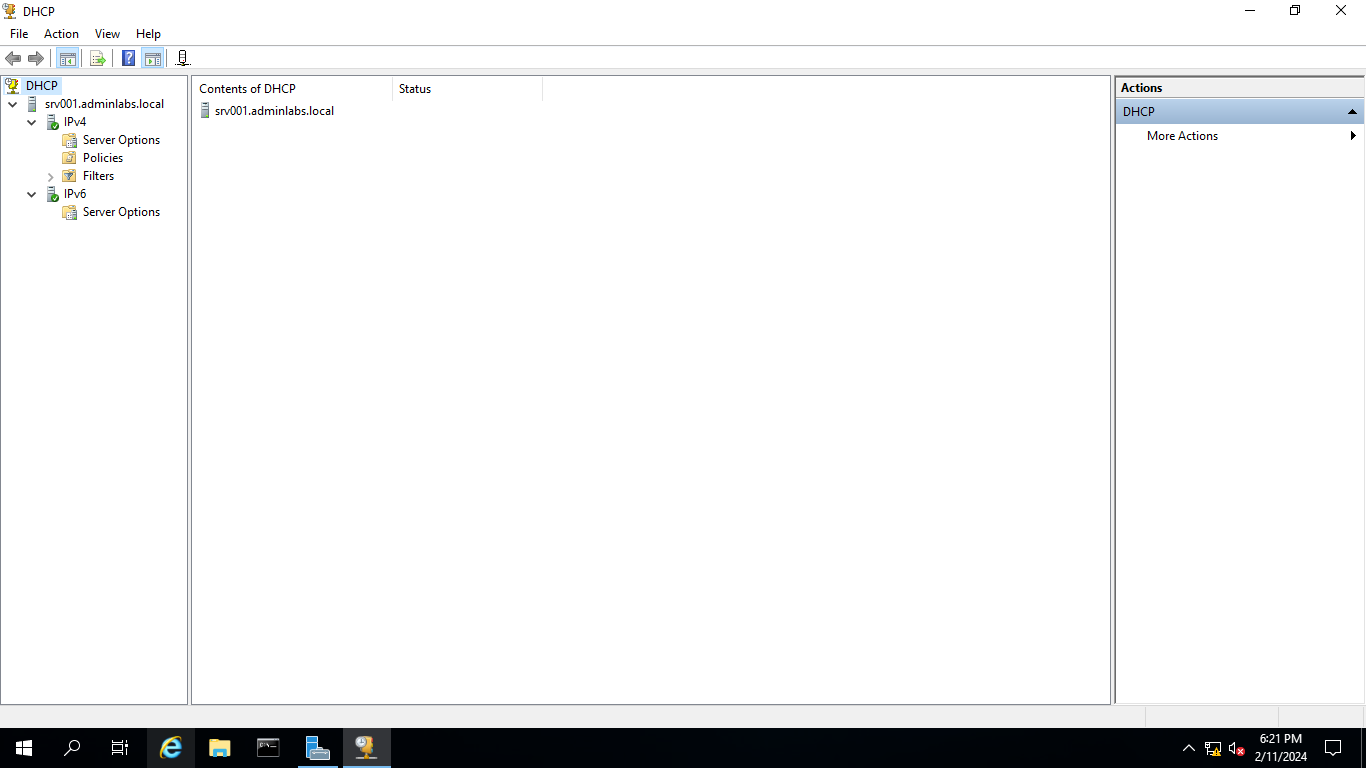 DHCP
File Action View Help
DHCP
srv001.adminlabs.local
IPv4
Server Options
Policies
Filters
IPv6
Server Options
Contents of DHCP Status
srv001.adminlabs.local
Actions
DHCP
More Actions
6:21 PM
2/11/2024